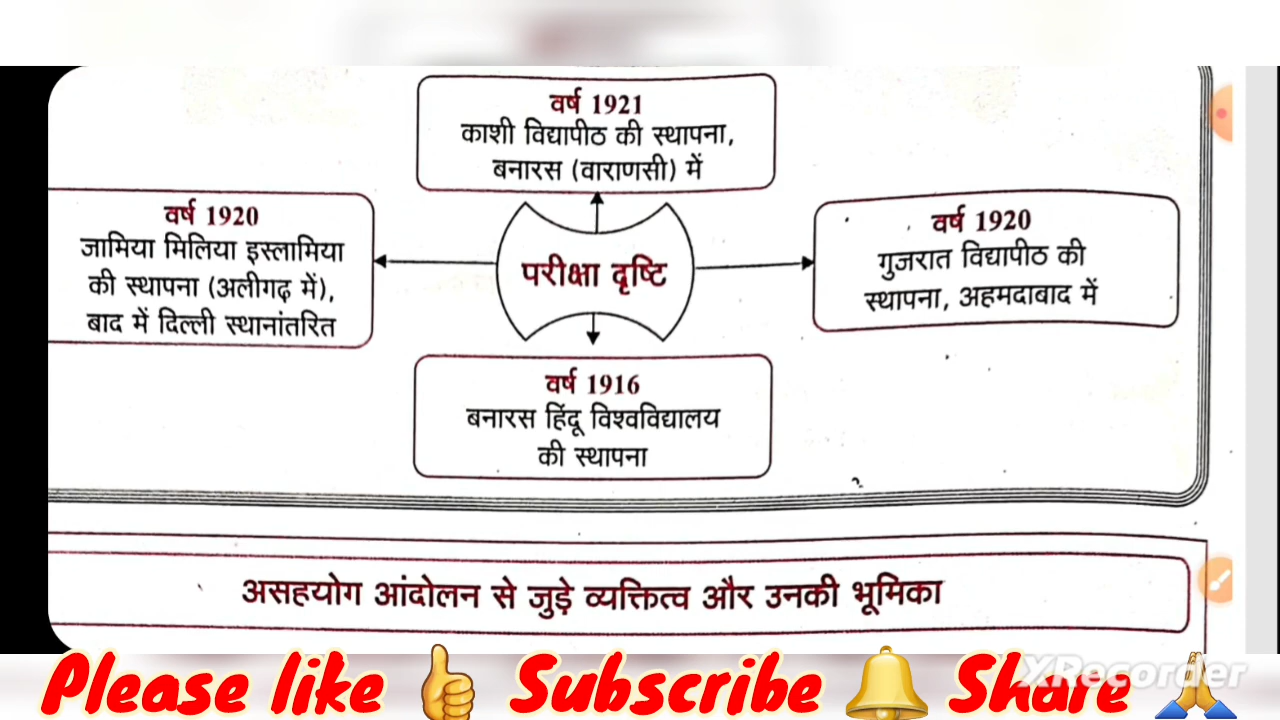 वर्ष 1921
काशी विद्यापीठ की स्थापना,
बनारस (वाराणसी) में
वर्ष 1920
जामिया मिलिया इस्लामिया
की स्थापना (अलीगढ़ में),
बाद में दिल्ली स्थानांतरित
परीक्षा दृष्टि
वर्ष 1920
गुजरात विद्यापीठ की
स्थापना, अहमदाबाद में
वर्ष 1916
बनारस हिंदू विश्वविद्यालय
की स्थापना
असहयोग आंदोलन से जुड़े व्यक्तित्व और उनकी भूमिका
Please like 👍 Subscribe 🔔 Share 🙏
XRecorder